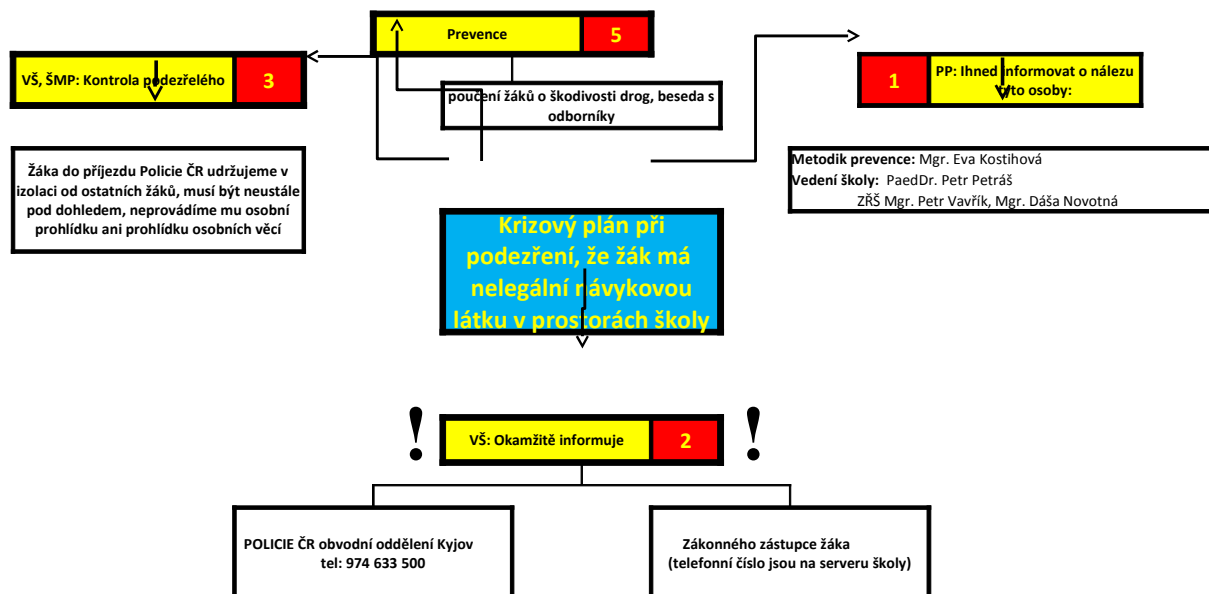 Prevence 5
poučení žáků o škodivosti drog, beseda s
odborníky
VŠ, ŠMP: Kontrola podezřelého 3
Žáka do příjezdu Policie ČR udržujeme v
izolaci od ostatních žáků, musí být neustále
pod dohledem, neprovádíme mu osobní
prohlídku ani prohlídku osobních věcí
1 PP: Ihned informovat o nálezu
tyto osoby:
Metodik prevence: Mgr. Eva Kostihová
Vedení školy: PaedDr. Petr Petráš
ZŘŠ Mgr. Petr Vavřík, Mgr. Dáša Novotná
Krizový plán při
podezření, že žák má
nelegální návykovou
látku v prostorách školy
! VŠ: Okamžitě informuje 2 !
POLICIE ČR obvodní oddělení Kyjov
tel: 974 633 500
Zákonného zástupce žáka
(telefonní číslo jsou na serveru školy)